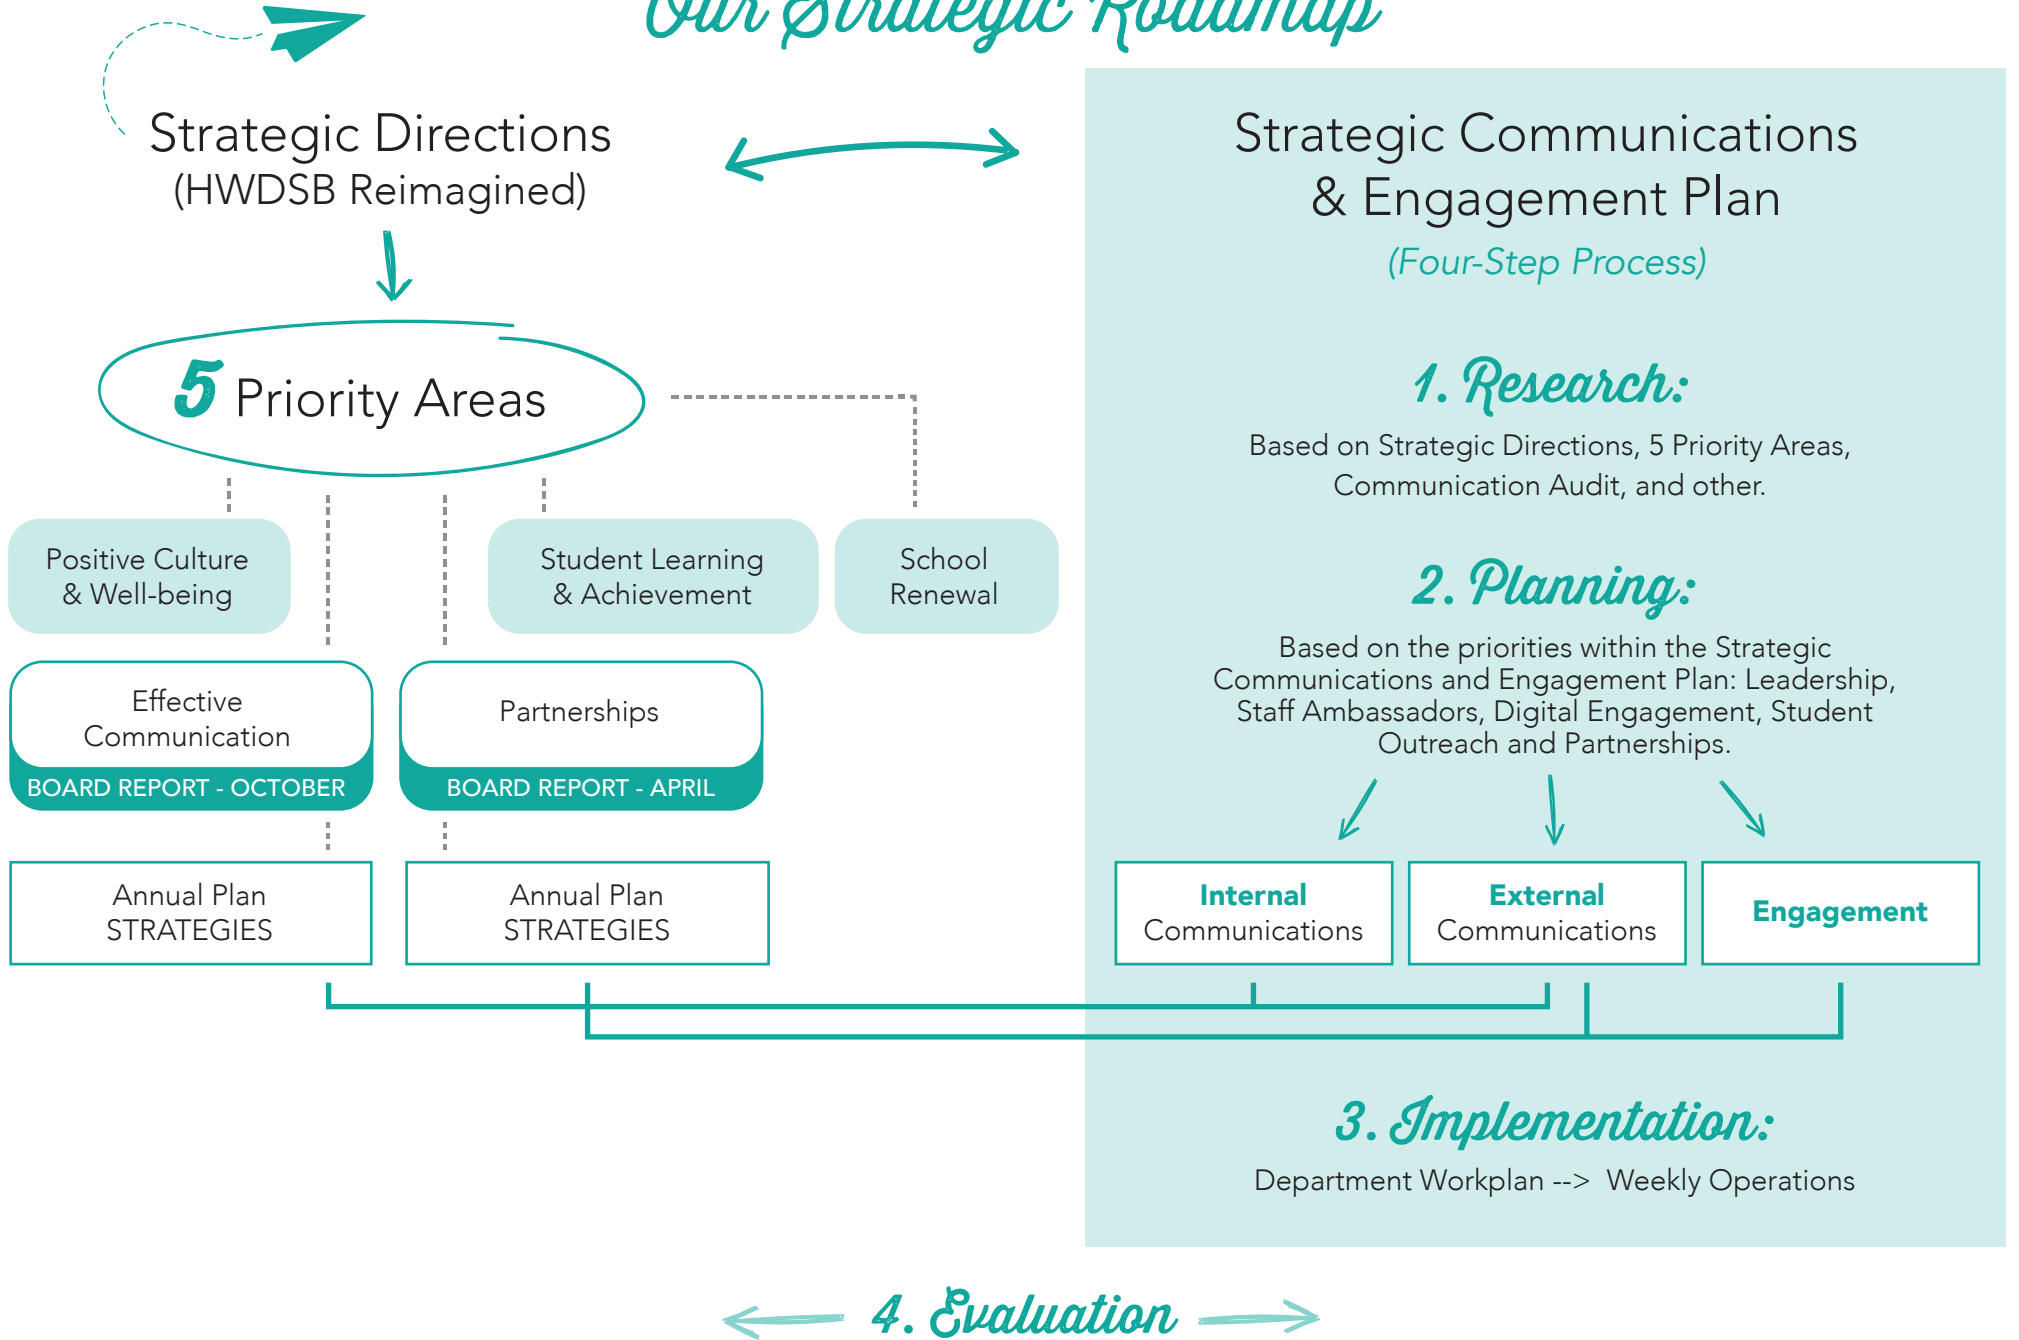 Our Strategic Roadmap
Strategic Directions
(HWDSB Reimagined)
5 Priority Areas
Positive Culture
& Well-being
Student Learning
& Achievement
School
Renewal
Effective
Communication
BOARD REPORT - OCTOBER
Partnerships
BOARD REPORT - APRIL
Annual Plan
STRATEGIES
Annual Plan
STRATEGIES
Strategic Communications
& Engagement Plan
(Four-Step Process)
1. Research:
Based on Strategic Directions, 5 Priority Areas,
Communication Audit, and other.
2. Planning:
Based on the priorities within the Strategic
Communications and Engagement Plan: Leadership,
Staff Ambassadors, Digital Engagement, Student
Outreach and Partnerships.
Internal
Communications
External
Communications
Engagement
3. Implementation:
Department Workplan --> Weekly Operations
4. Evaluation